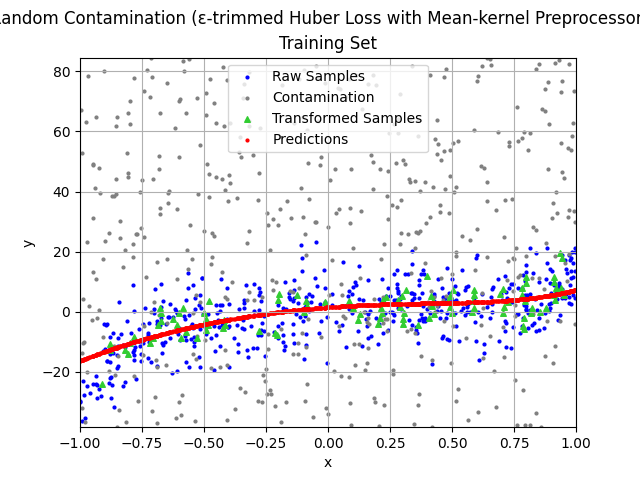 andom Contamination (ε-trimmed Huber Loss with Mean-kernel Preprocessor
Training Set
Raw Samples
Contamination
Transformed Samples
Predictions
y
80
60
40
20
0
−20
−1.00 −0.75 −0.50 −0.25 0.00 0.25 0.50 0.75 1.00
x